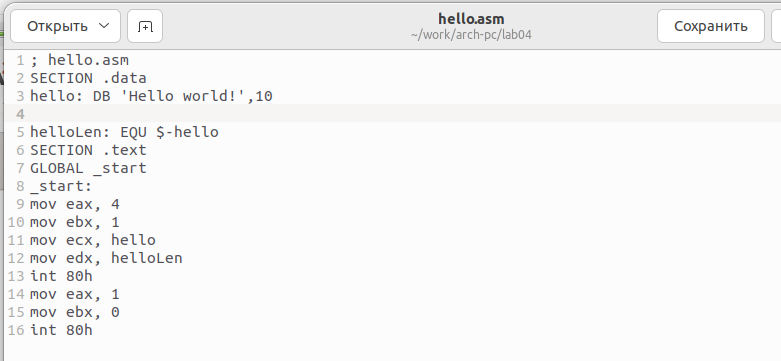 Открыть
hello.asm
~/work/arch-pc/lab04
Сохранить
1 ; hello.asm
2 SECTION .data
3 hello: DB 'Hello world!',10
4
5 helloLen: EQU $-hello
6 SECTION .text
7 GLOBAL _start
8 _start:
9 mov eax, 4
10 mov ebx, 1
11 mov ecx, hello
12 mov edx, helloLen
13 int 80h
14 mov eax, 1
15 mov ebx, 0
16 int 80h